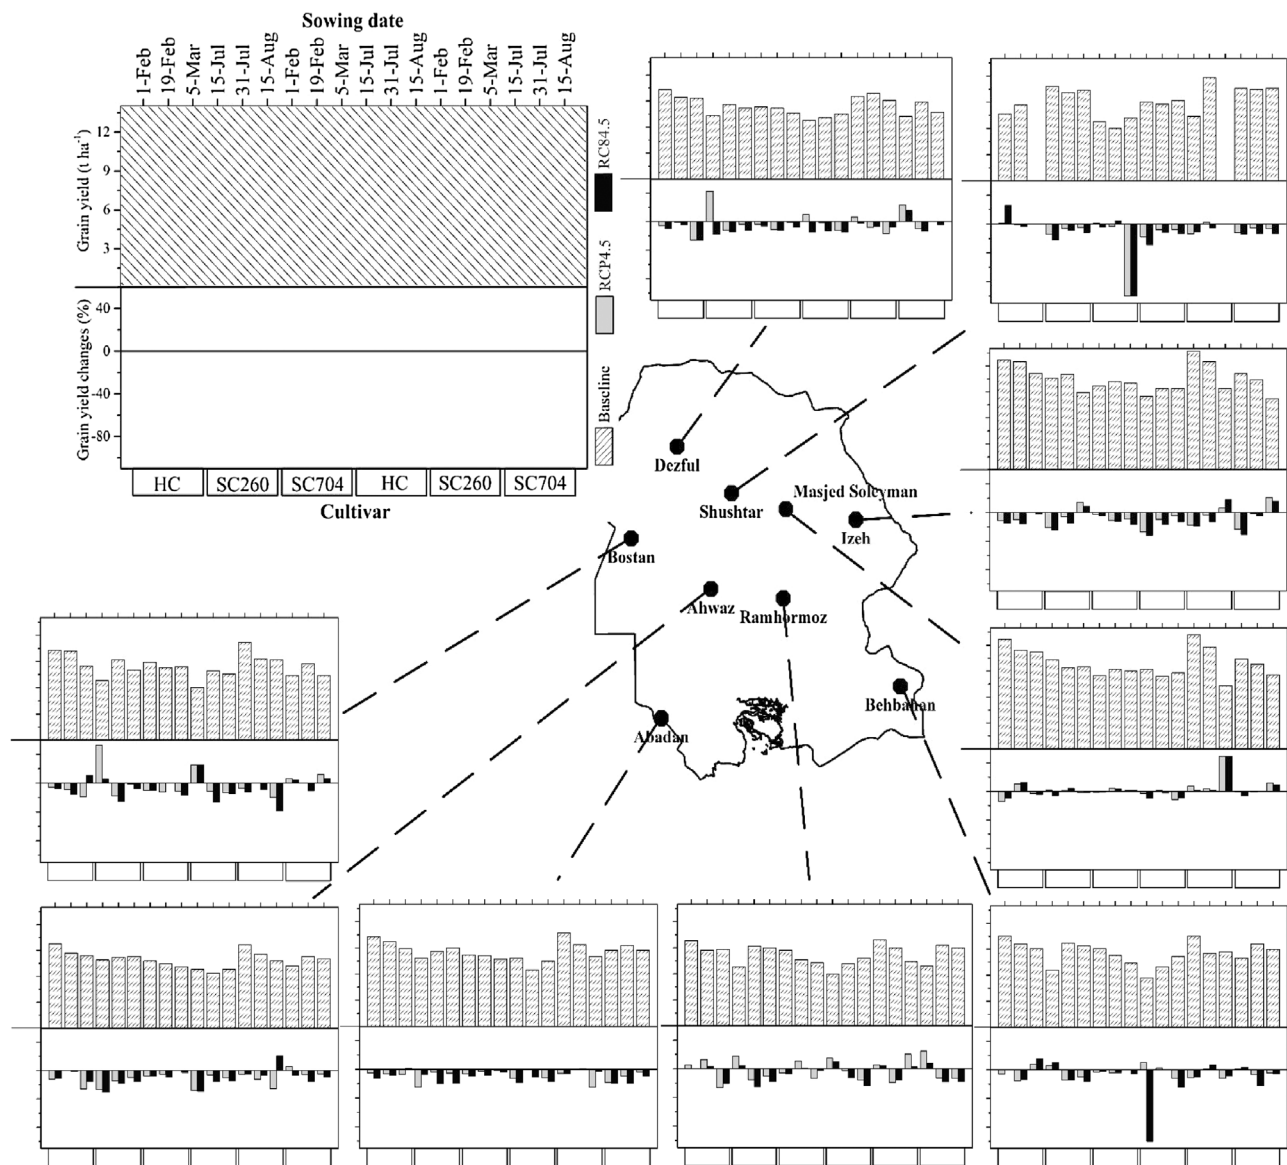 Sowing date
1-Feb
19-Feb
5-Mar
15-Jul
31-Jul
15-Aug
1-Feb
19-Feb
5-Mar
15-Jul
31-Jul
15-Aug
1-Feb
19-Feb
5-Mar
15-Jul
31-Jul
15-Aug
Grain yield (t ha⁻¹)
12
9
6
3
Grain yield changes (%)
40
0
-40
-80
HC
SC260
SC704
HC
SC260
SC704
Cultivar
RC84.5
RCP4.5
Baseline
Dezful
Shushtar
Masjed Soleyman
Izeh
Bostan
Ahwaz
Ramhormoz
Behbahan
Abadan